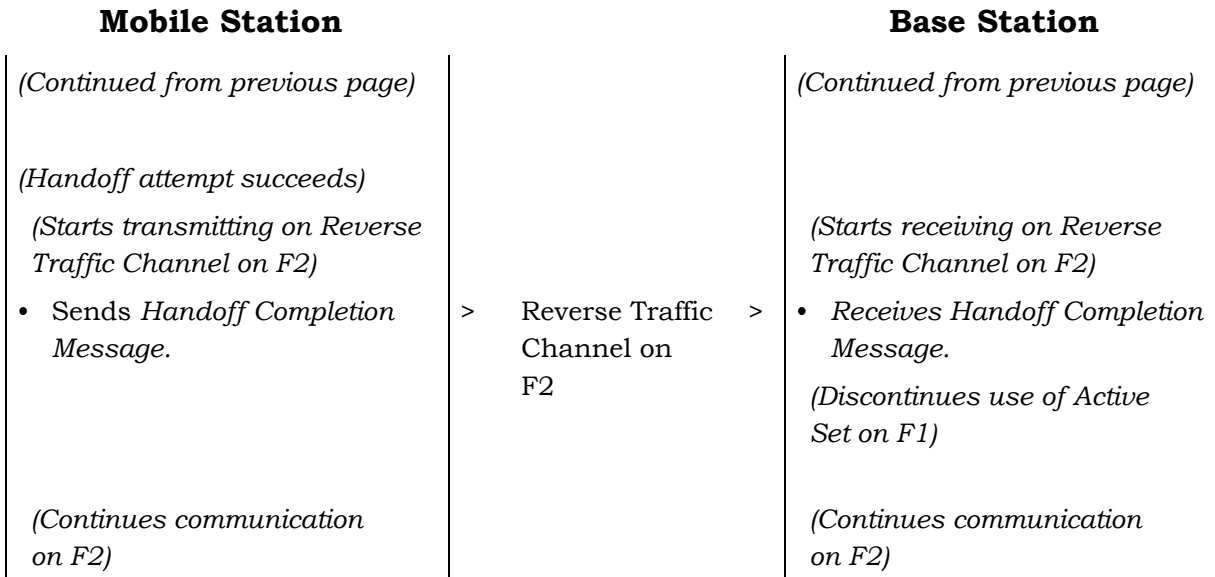 Mobile Station
Base Station
(Continued from previous page)
(Continued from previous page)
(Handoff attempt succeeds)
(Starts transmitting on Reverse
Traffic Channel on F2)
(Starts receiving on Reverse
Traffic Channel on F2)
• Sends Handoff Completion
Message.
> Reverse Traffic >
Channel on
F2
• Receives Handoff Completion
Message.
(Discontinues use of Active
Set on F1)
(Continues communication
on F2)
(Continues communication
on F2)